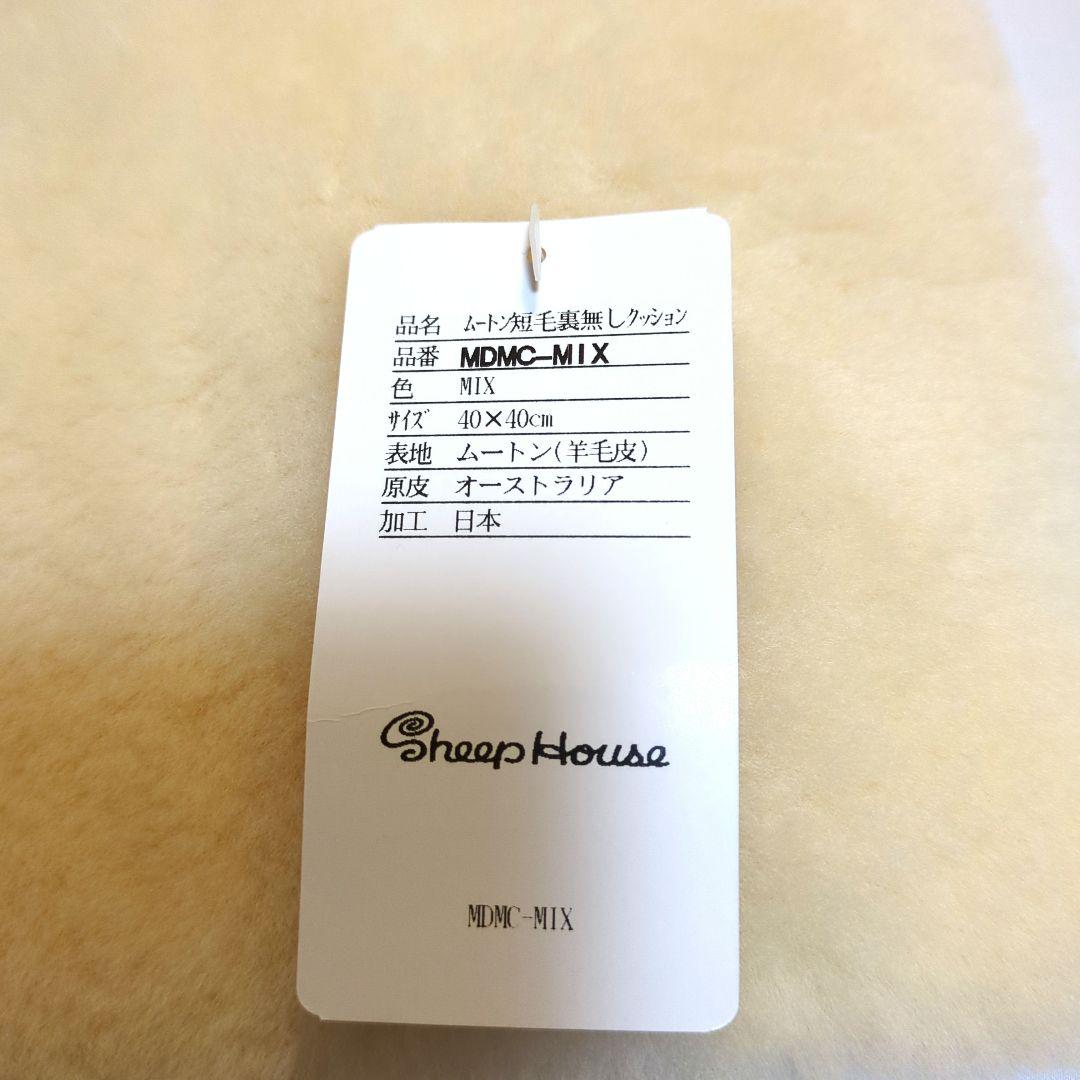 品名 ﾑｰﾄﾝ短毛裏無しｸｯｼｮﾝ
品番 MDMC-MIX
色 MIX
ｻｲｽﾞ 40×40cm
表地 ムートン(羊毛皮)
原皮 オーストラリア
加工 日本
Sheep House
MDMC-MIX